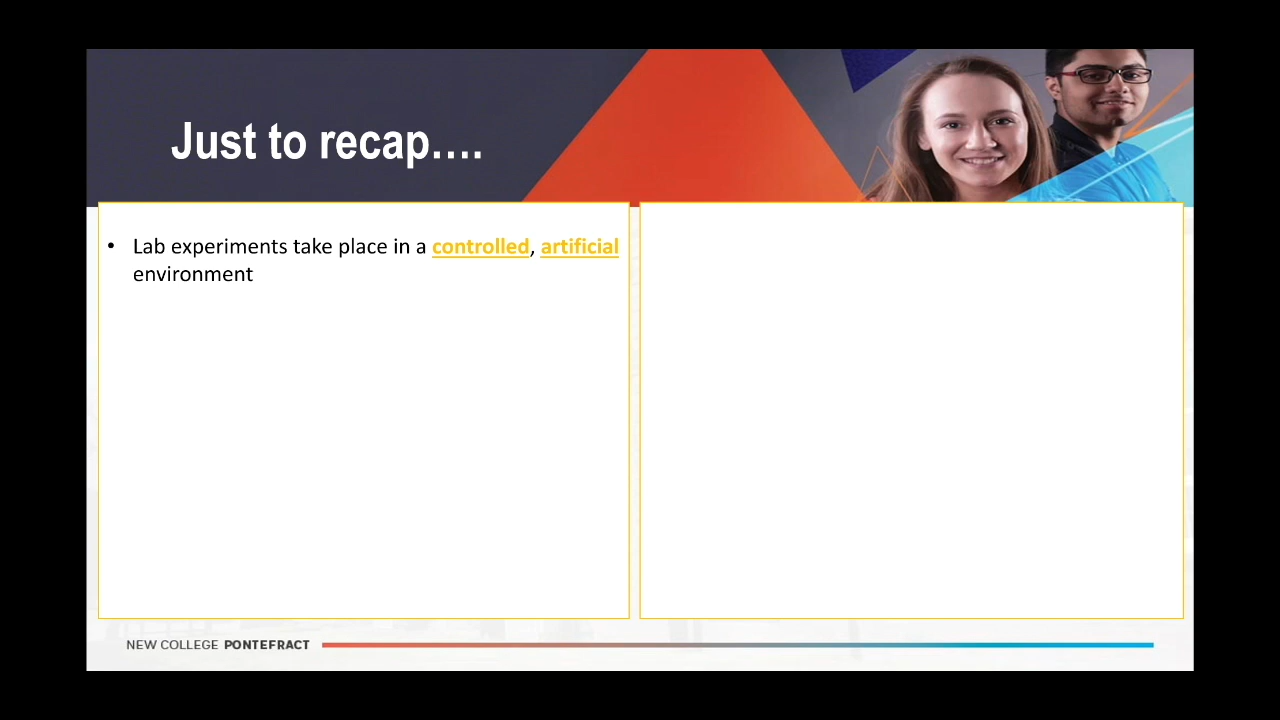 Just to recap....
• Lab experiments take place in a controlled, artificial
environment
NEW COLLEGE PONTEFRACT